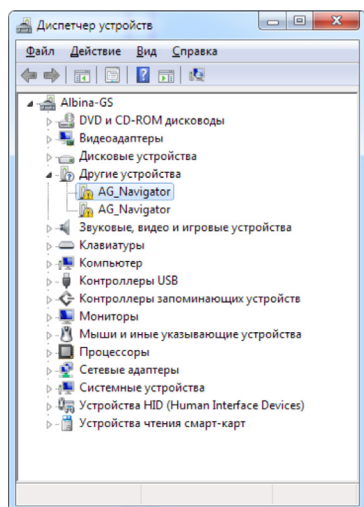 Диспетчер устройств
Файл Действие Вид Справка
Albina-GS
DVD и CD-ROM дисководы
Видеоадаптеры
Дисковые устройства
Другие устройства
AG_Navigator
AG_Navigator
Звуковые, видео и игровые устройства
Клавиатуры
Компьютер
Контроллеры USB
Контроллеры запоминающих устройств
Мониторы
Мыши и иные указывающие устройства
Процессоры
Сетевые адаптеры
Системные устройства
Устройства HID (Human Interface Devices)
Устройства чтения смарт-карт